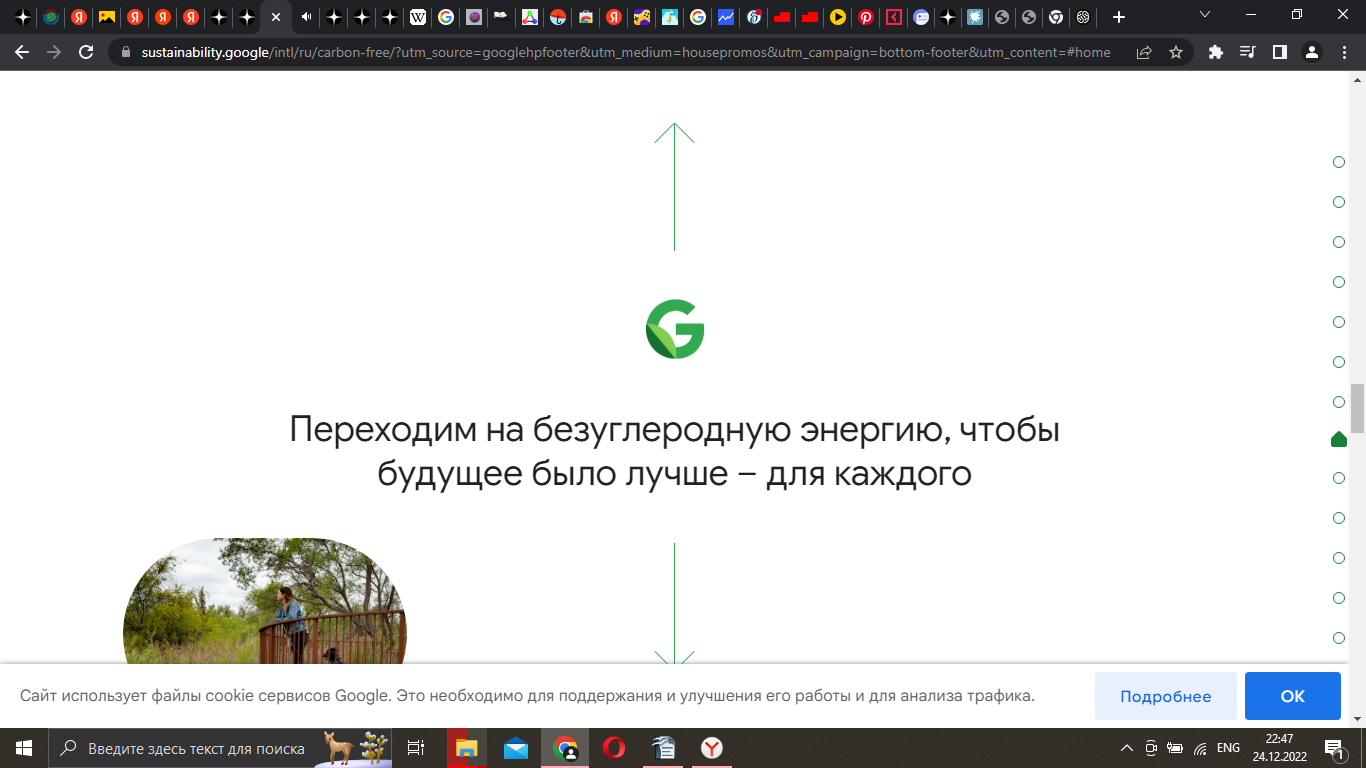 sustainability.google/intl/ru/carbon-free/?utm_source=googlehpfooter&utm_medium=housepromos&utm_campaign=bottom-footer&utm_content=#home
Переходим на безуглеродную энергию, чтобы
будущее было лучше – для каждого
Сайт использует файлы cookie сервисов Google. Это необходимо для поддержания и улучшения его работы и для анализа трафика.
Подробнее
ОК
Введите здесь текст для поиска
ENG
22:47
24.12.2022
1